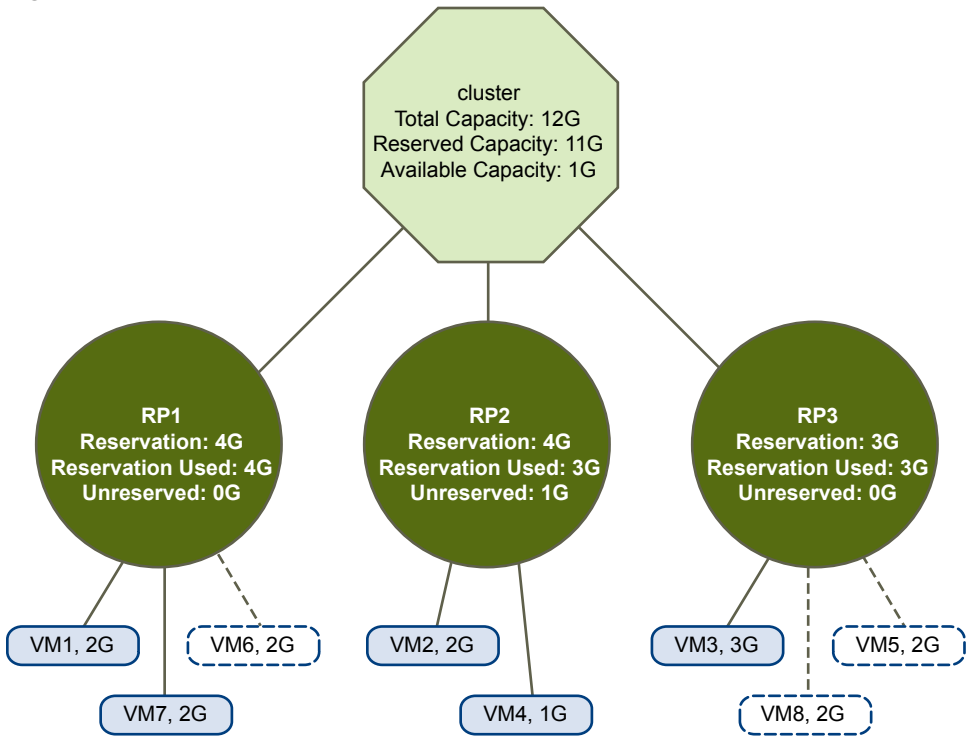 cluster
Total Capacity: 12G
Reserved Capacity: 11G
Available Capacity: 1G
RP1
Reservation: 4G
Reservation Used: 4G
Unreserved: 0G
RP2
Reservation: 4G
Reservation Used: 3G
Unreserved: 1G
RP3
Reservation: 3G
Reservation Used: 3G
Unreserved: 0G
VM1, 2G
VM6, 2G
VM2, 2G
VM3, 3G
VM5, 2G
VM7, 2G
VM4, 1G
VM8, 2G